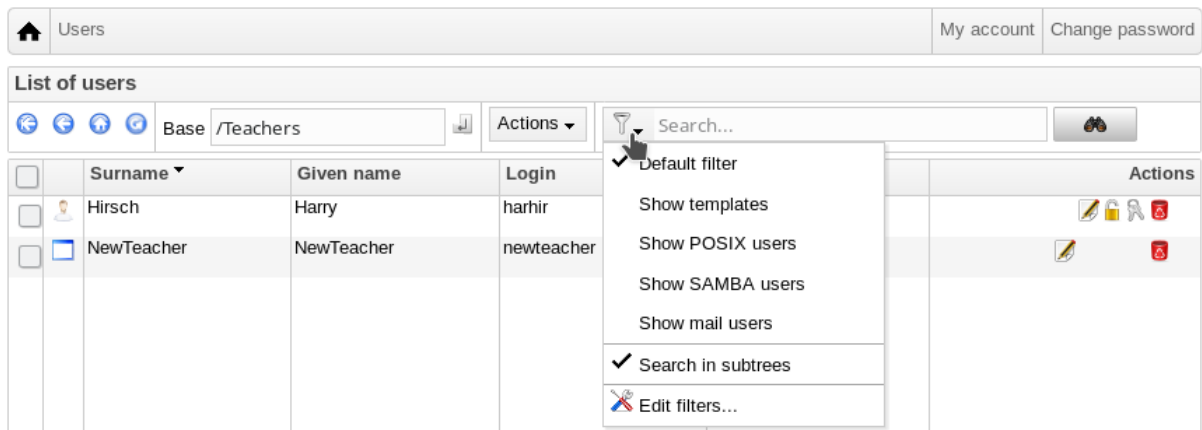 Users My account Change password
List of users
Base /Teachers Actions Search...
Surname Given name Login Actions
Hirsch Harry harhir
NewTeacher NewTeacher newteacher
Default filter
Show templates
Show POSIX users
Show SAMBA users
Show mail users
Search in subtrees
Edit filters...